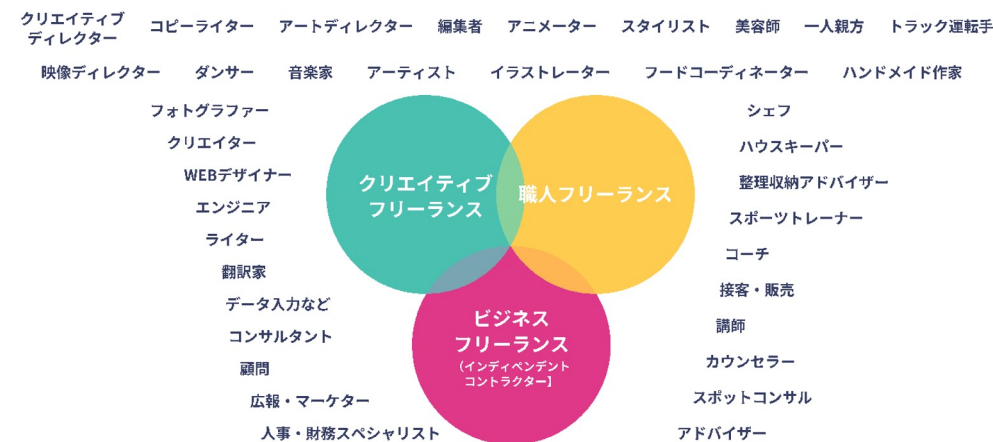 クリエイティブ
ディレクター
コピーライター
アートディレクター
編集者
アニメーター
スタイリスト
美容師
一人親方
トラック運転手
映像ディレクター
ダンサー
音楽家
アーティスト
イラストレーター
フードコーディネーター
ハンドメイド作家
フォトグラファー
クリエイター
WEBデザイナー
エンジニア
ライター
翻訳家
データ入力など
コンサルタント
顧問
広報・マーケター
人事・財務スペシャリスト
クリエイティブ
フリーランス
職人フリーランス
ビジネス
フリーランス
（インディペンデント
コントラクター】
シェフ
ハウスキーパー
整理収納アドバイザー
スポーツトレーナー
コーチ
接客・販売
講師
カウンセラー
スポットコンサル
アドバイザー